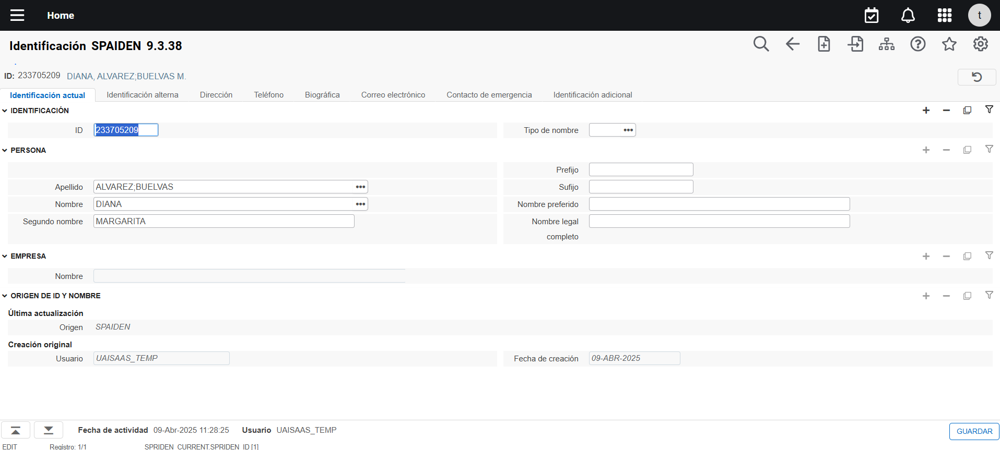 Home
t
Identificación SPAIDEN 9.3.38
.
ID: 233705209 DIANA, ALVAREZ;BUELVAS M.
Identificación actual Identificación alterna Dirección Teléfono Biográfica Correo electrónico Contacto de emergencia Identificación adicional
IDENTIFICACIÓN
ID 233705209 Tipo de nombre
PERSONA
Prefijo
Apellido ALVAREZ;BUELVAS Sufijo
Nombre DIANA Nombre preferido
Segundo nombre MARGARITA Nombre legal
completo
EMPRESA
Nombre
ORIGEN DE ID Y NOMBRE
Última actualización
Origen SPAIDEN
Creación original
Usuario UAISAAS_TEMP Fecha de creación 09-ABR-2025
Fecha de actividad 09-Abr-2025 11:28:25 Usuario UAISAAS_TEMP
GUARDAR
EDIT Registro: 1/1 SPRIDEN_CURRENT.SPRIDEN_ID [1]